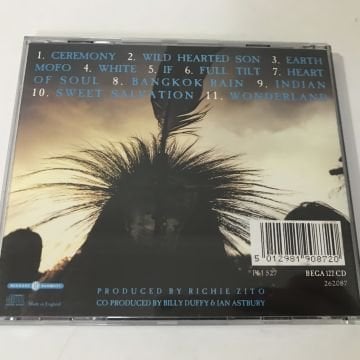 1. CEREMONY 2. WILD HEARTED SON 3. EARTH
MOFO 4. WHITE 5. IF 6. FULL TILT 7. HEART
OF SOUL 8. BANGKOK RAIN 9. INDIAN
10. SWEET SALVATION 11. WONDERLAND
5 012981 908720
BEGA 122 CD
262087
PRODUCED BY RICHIE ZITO
CO-PRODUCED BY BILLY DUFFY & IAN ASTBURY
BEGGARS BANQUET
Made in England